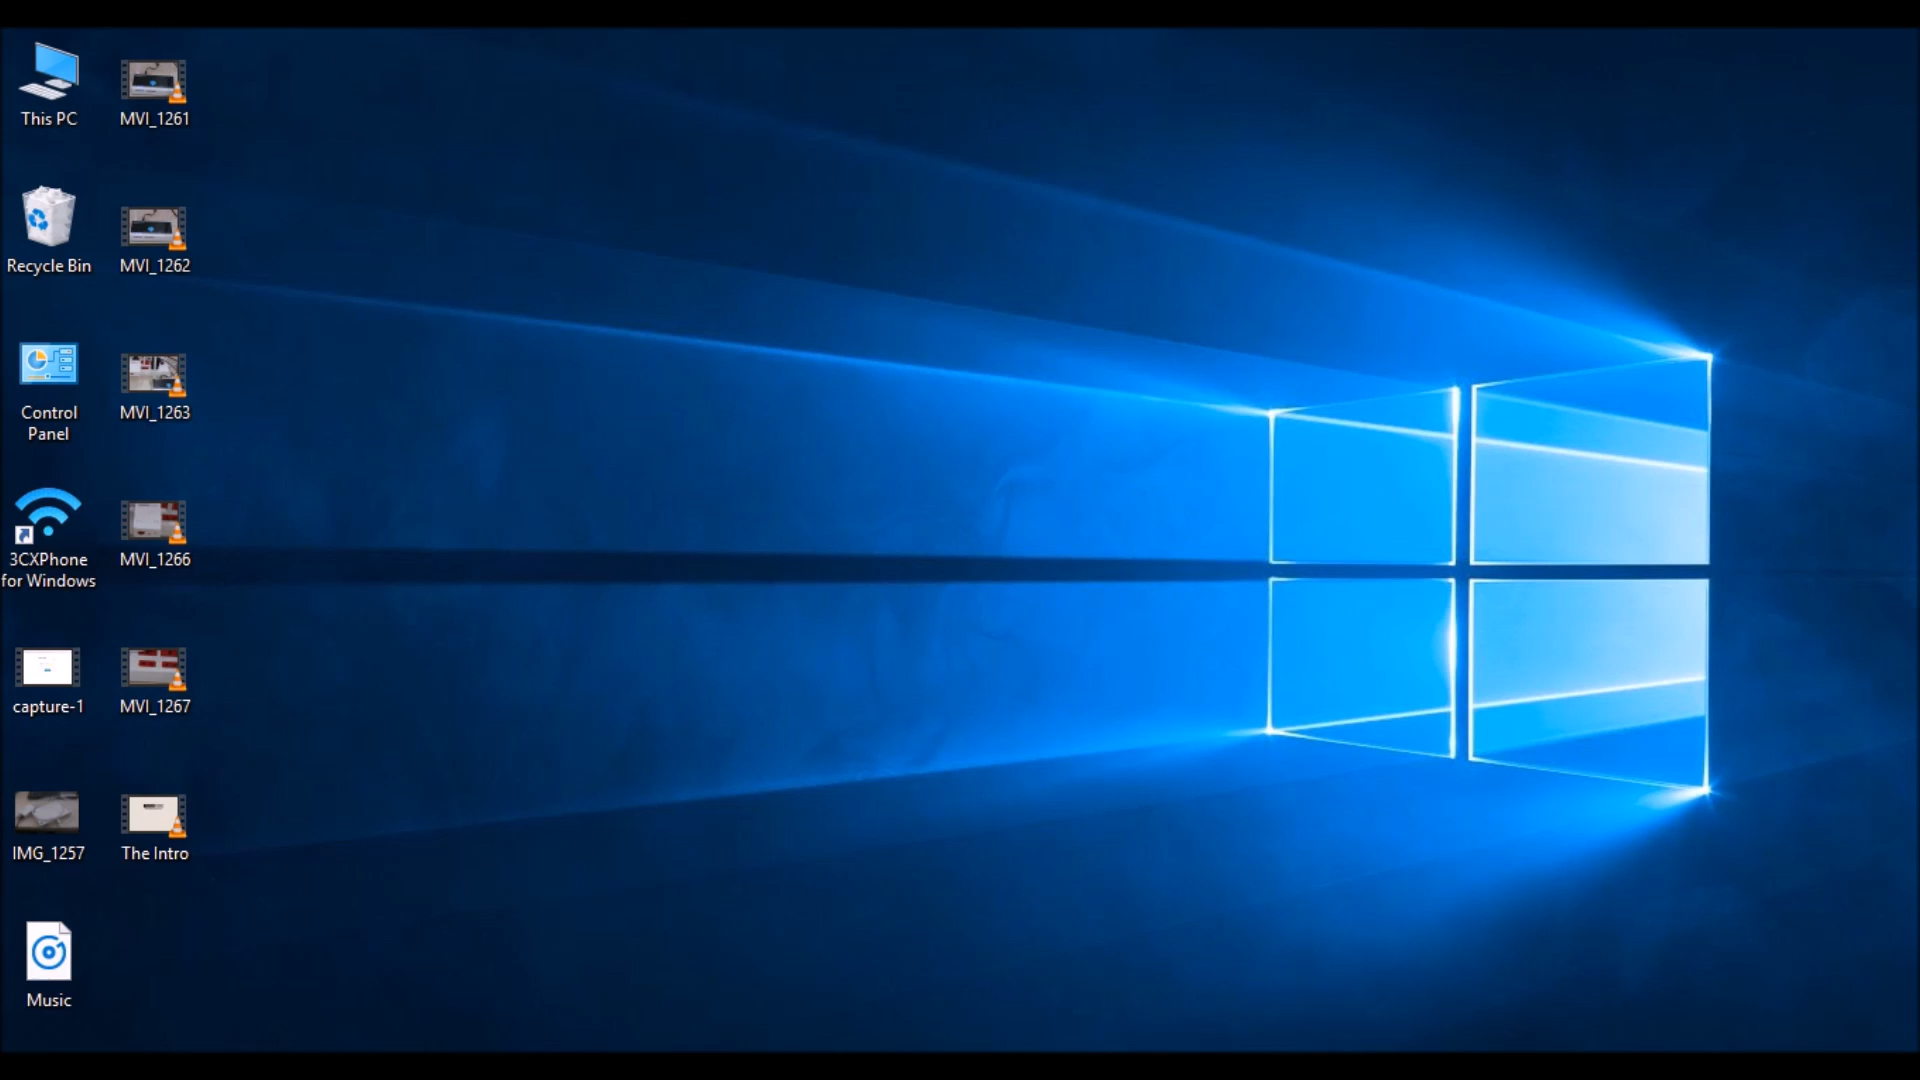 This PC
MVI_1261
Recycle Bin
MVI_1262
Control
Panel
MVI_1263
3CXPhone
for Windows
MVI_1266
capture-1
MVI_1267
IMG_1257
The Intro
Music